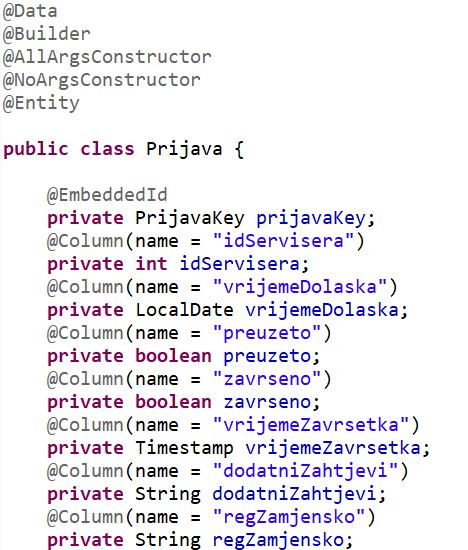 @Data
@Builder
@AllArgsConstructor
@NoArgsConstructor
@Entity
public class Prijava {
@EmbeddedId
private PrijavaKey prijavaKey;
@Column(name = "idServisera")
private int idServisera;
@Column(name = "vrijemeDolaska")
private LocalDate vrijemeDolaska;
@Column(name = "preuzeto")
private boolean preuzeto;
@Column(name = "zavrseno")
private boolean zavrseno;
@Column(name = "vrijemeZavrsetka")
private Timestamp vrijemeZavrsetka;
@Column(name = "dodatniZahtjevi")
private String dodatniZahtjevi;
@Column(name = "regZamjensko")
private String regZamjensko;